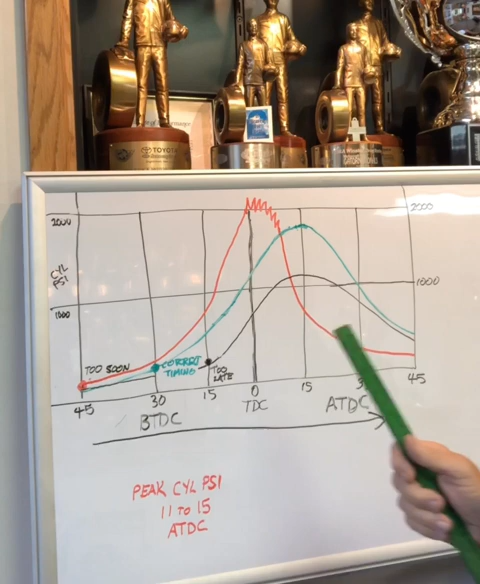 TOYOTA
2000
2000
CYL
PSI
1000
1000
TOO SOON
CORRECT
TIMING
TOO
LATE
45
30
15
0
15
45
BTDC
TDC
ATDC
PEAK CYL PSI
11 TO 15
ATDC